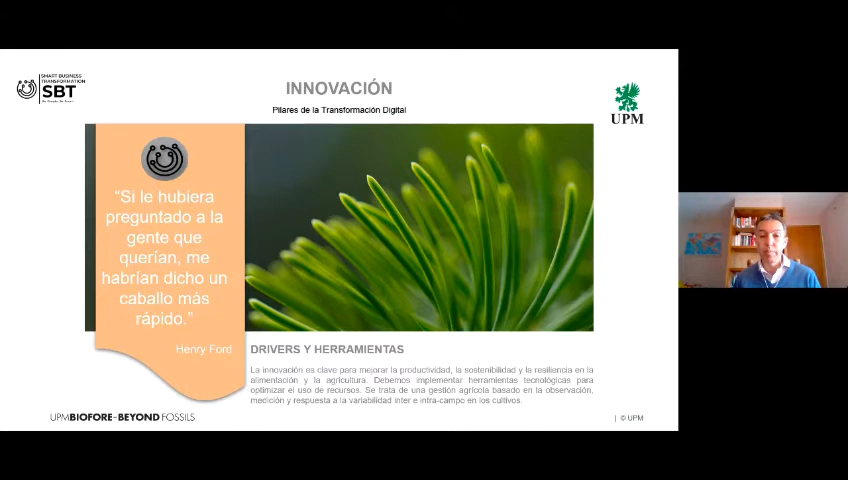 SMART BUSINESS
TRANSFORMATION
SBT
INNOVACIÓN
Pilares de la Transformación Digital
UPM
“Si le hubiera
preguntado a la
gente que
querían, me
habrían dicho un
caballo más
rápido.”
Henry Ford
DRIVERS Y HERRAMIENTAS
La innovación es clave para mejorar la productividad, la sostenibilidad y la resiliencia en la
alimentación y la agricultura. Debemos implementar herramientas tecnológicas para
optimizar el uso de recursos. Se trata de una gestión agrícola basado en la observación,
medición y respuesta a la variabilidad inter e intra-campo en los cultivos.
UPM BIOFORE–BEYOND FOSSILS
| © UPM